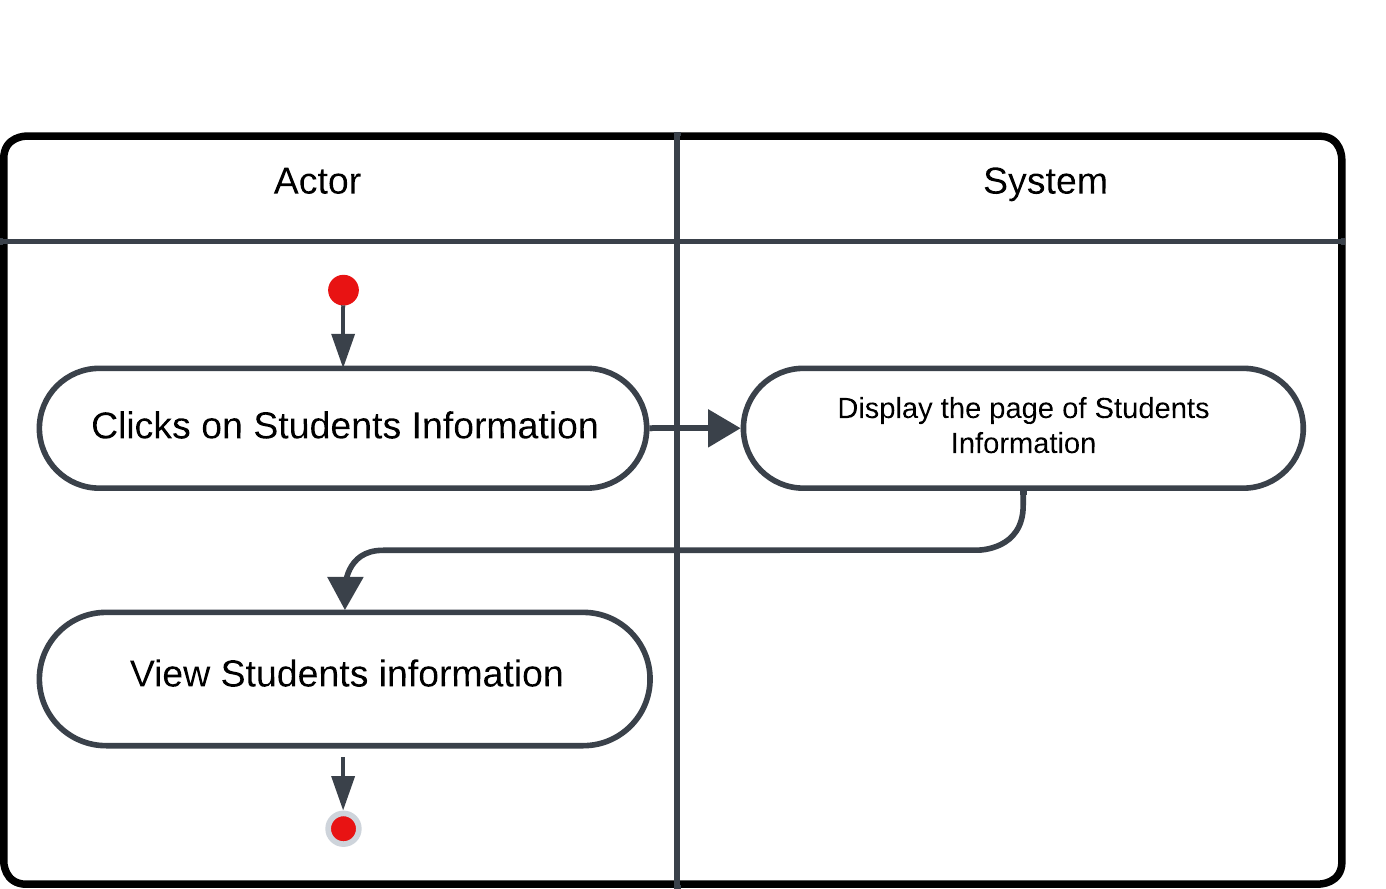 Actor
System
Clicks on Students Information
Display the page of Students
Information
View Students information